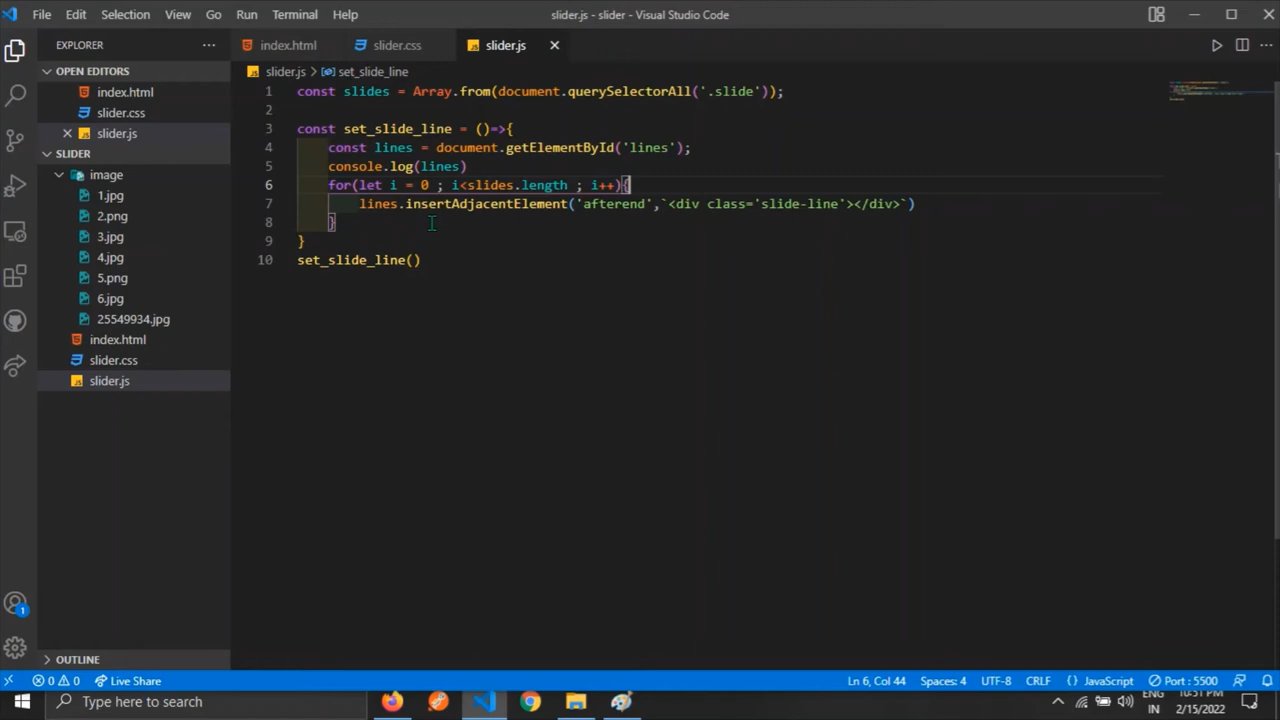 File Edit Selection View Go Run Terminal Help slider.js - slider - Visual Studio Code
EXPLORER
OPEN EDITORS
index.html
slider.css
slider.js
SLIDER
image
1.jpg
2.png
3.jpg
4.jpg
5.png
6.jpg
25549934.jpg
index.html
slider.css
slider.js
OUTLINE
1
index.html slider.css slider.js
slider.js > set_slide_line
1 const slides = Array.from(document.querySelectorAll('.slide'));
2
3 const set_slide_line = ()=>{
4 const lines = document.getElementById('lines');
5 console.log(lines)
6 for(let i = 0 ; i<slides.length ; i++){
7 lines.insertAdjacentElement('afterend',`<div class='slide-line'></div>`)
8 }
9 }
10 set_slide_line()
0 0 Live Share Ln 6, Col 44 Spaces: 4 UTF-8 CRLF {} JavaScript Port : 5500
Type here to search
ENG
IN
10:31 PM
2/15/2022